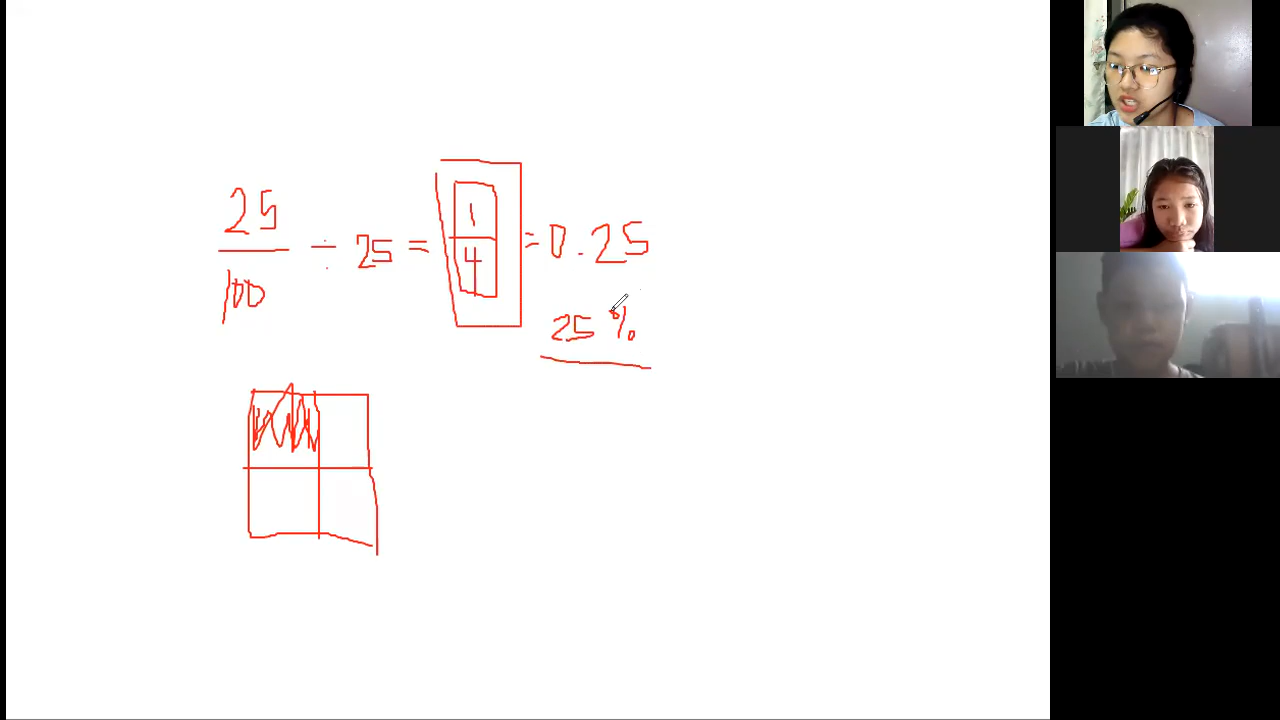 25/100 ÷ 25 = 1/4 = 0.25
25%